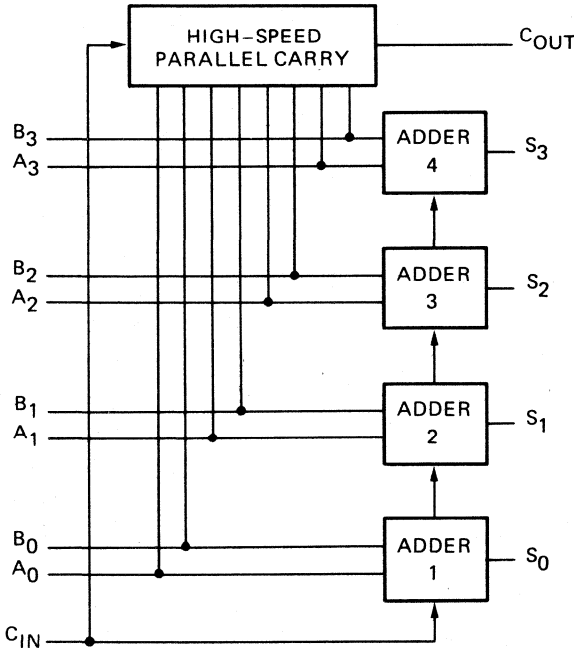 HIGH–SPEED
PARALLEL CARRY
COUT
B3
A3
ADDER
4
S3
B2
A2
ADDER
3
S2
B1
A1
ADDER
2
S1
B0
A0
ADDER
1
S0
CIN